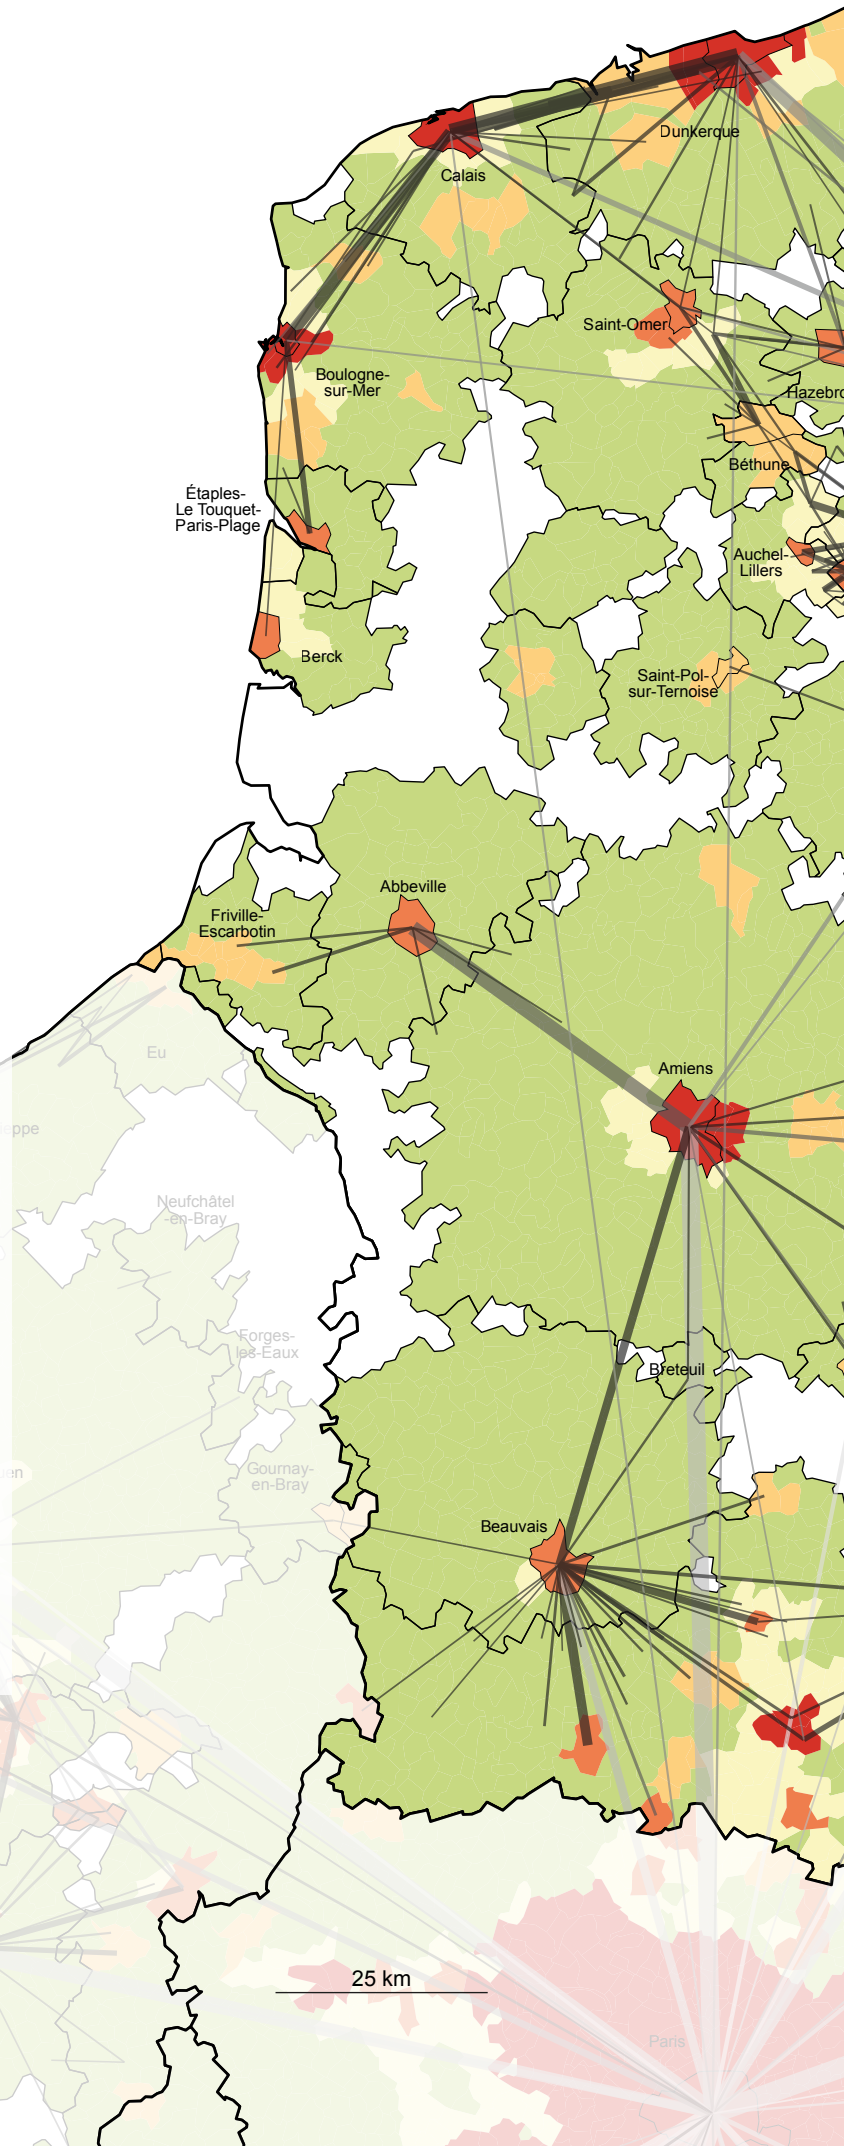 Dunkerque
Calais
Saint-Omer
Boulogne-
sur-Mer
Hazebro
Béthune
Étaples-
Le Touquet-
Paris-Plage
Auchel-
Lillers
Berck
Saint-Pol-
sur-Ternoise
Abbeville
Friville-
Escarbotin
Eu
Amiens
eppe
Neufchâtel
-en-Bray
Forges-
les-Eaux
Breteuil
Gournay-
en-Bray
en
Beauvais
25 km
Paris